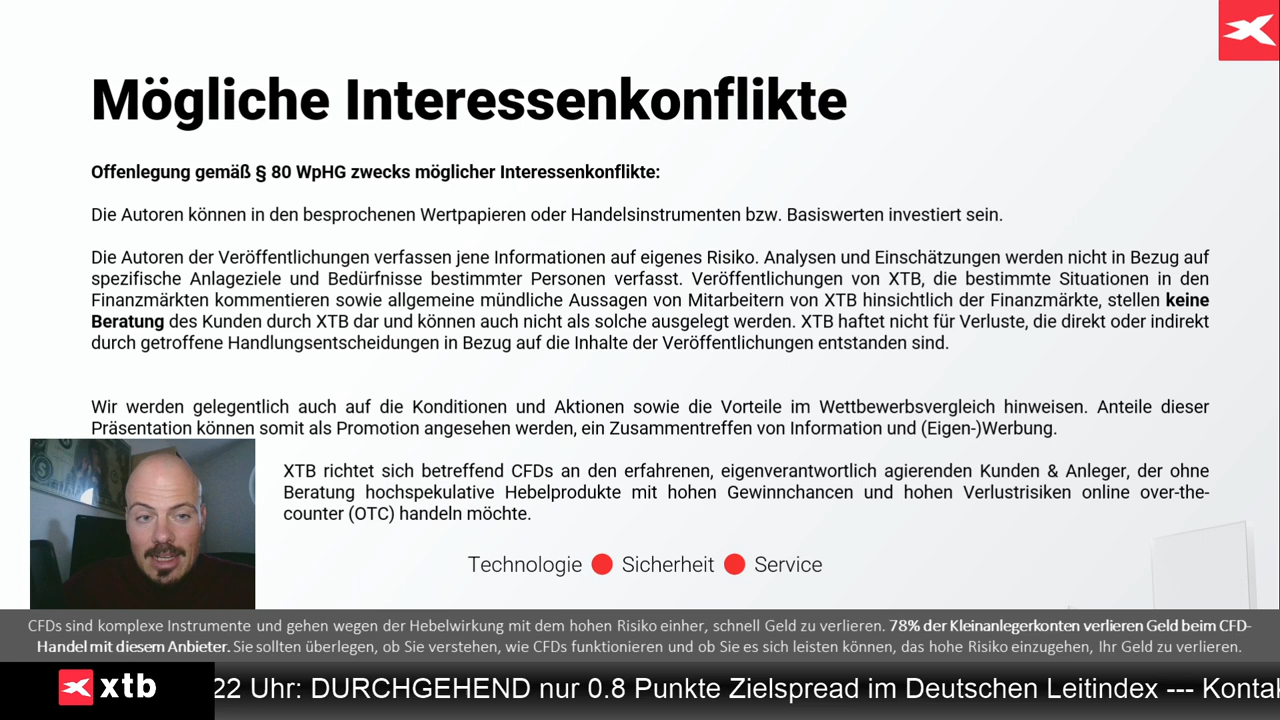 Mögliche Interessenkonflikte
Offenlegung gemäß § 80 WpHG zwecks möglicher Interessenkonflikte:
Die Autoren können in den besprochenen Wertpapieren oder Handelsinstrumenten bzw. Basiswerten investiert sein.
Die Autoren der Veröffentlichungen verfassen jene Informationen auf eigenes Risiko. Analysen und Einschätzungen werden nicht in Bezug auf
spezifische Anlageziele und Bedürfnisse bestimmter Personen verfasst. Veröffentlichungen von XTB, die bestimmte Situationen in den
Finanzmärkten kommentieren sowie allgemeine mündliche Aussagen von Mitarbeitern von XTB hinsichtlich der Finanzmärkte, stellen keine
Beratung des Kunden durch XTB dar und können auch nicht als solche ausgelegt werden. XTB haftet nicht für Verluste, die direkt oder indirekt
durch getroffene Handlungsentscheidungen in Bezug auf die Inhalte der Veröffentlichungen entstanden sind.
Wir werden gelegentlich auch auf die Konditionen und Aktionen sowie die Vorteile im Wettbewerbsvergleich hinweisen. Anteile dieser
Präsentation können somit als Promotion angesehen werden, ein Zusammentreffen von Information und (Eigen-)Werbung.
XTB richtet sich betreffend CFDs an den erfahrenen, eigenverantwortlich agierenden Kunden & Anleger, der ohne
Beratung hochspekulative Hebelprodukte mit hohen Gewinnchancen und hohen Verlustrisiken online over-the-
counter (OTC) handeln möchte.
Technologie Sicherheit Service
CFDs sind komplexe Instrumente und gehen wegen der Hebelwirkung mit dem hohen Risiko einher, schnell Geld zu verlieren. 78% der Kleinanlegerkonten verlieren Geld beim CFD-
Handel mit diesem Anbieter. Sie sollten überlegen, ob Sie verstehen, wie CFDs funktionieren und ob Sie es sich leisten können, das hohe Risiko einzugehen, Ihr Geld zu verlieren.
xtb 22 Uhr: DURCHGEHEND nur 0.8 Punkte Zielspread im Deutschen Leitindex --- Kontak